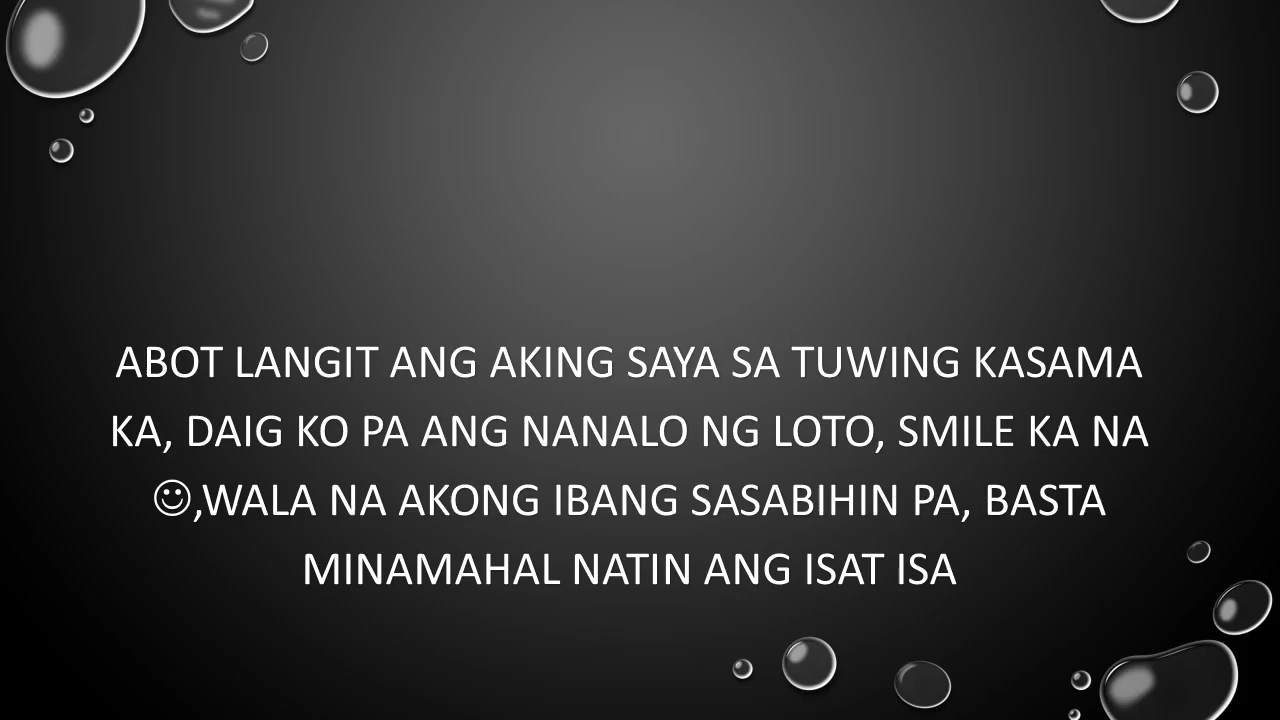 ABOT LANGIT ANG AKING SAYA SA TUWING KASAMA
KA, DAIG KO PA ANG NANALO NG LOTO, SMILE KA NA
☺,WALA NA AKONG IBANG SASABIHIN PA, BASTA
MINAMAHAL NATIN ANG ISAT ISA